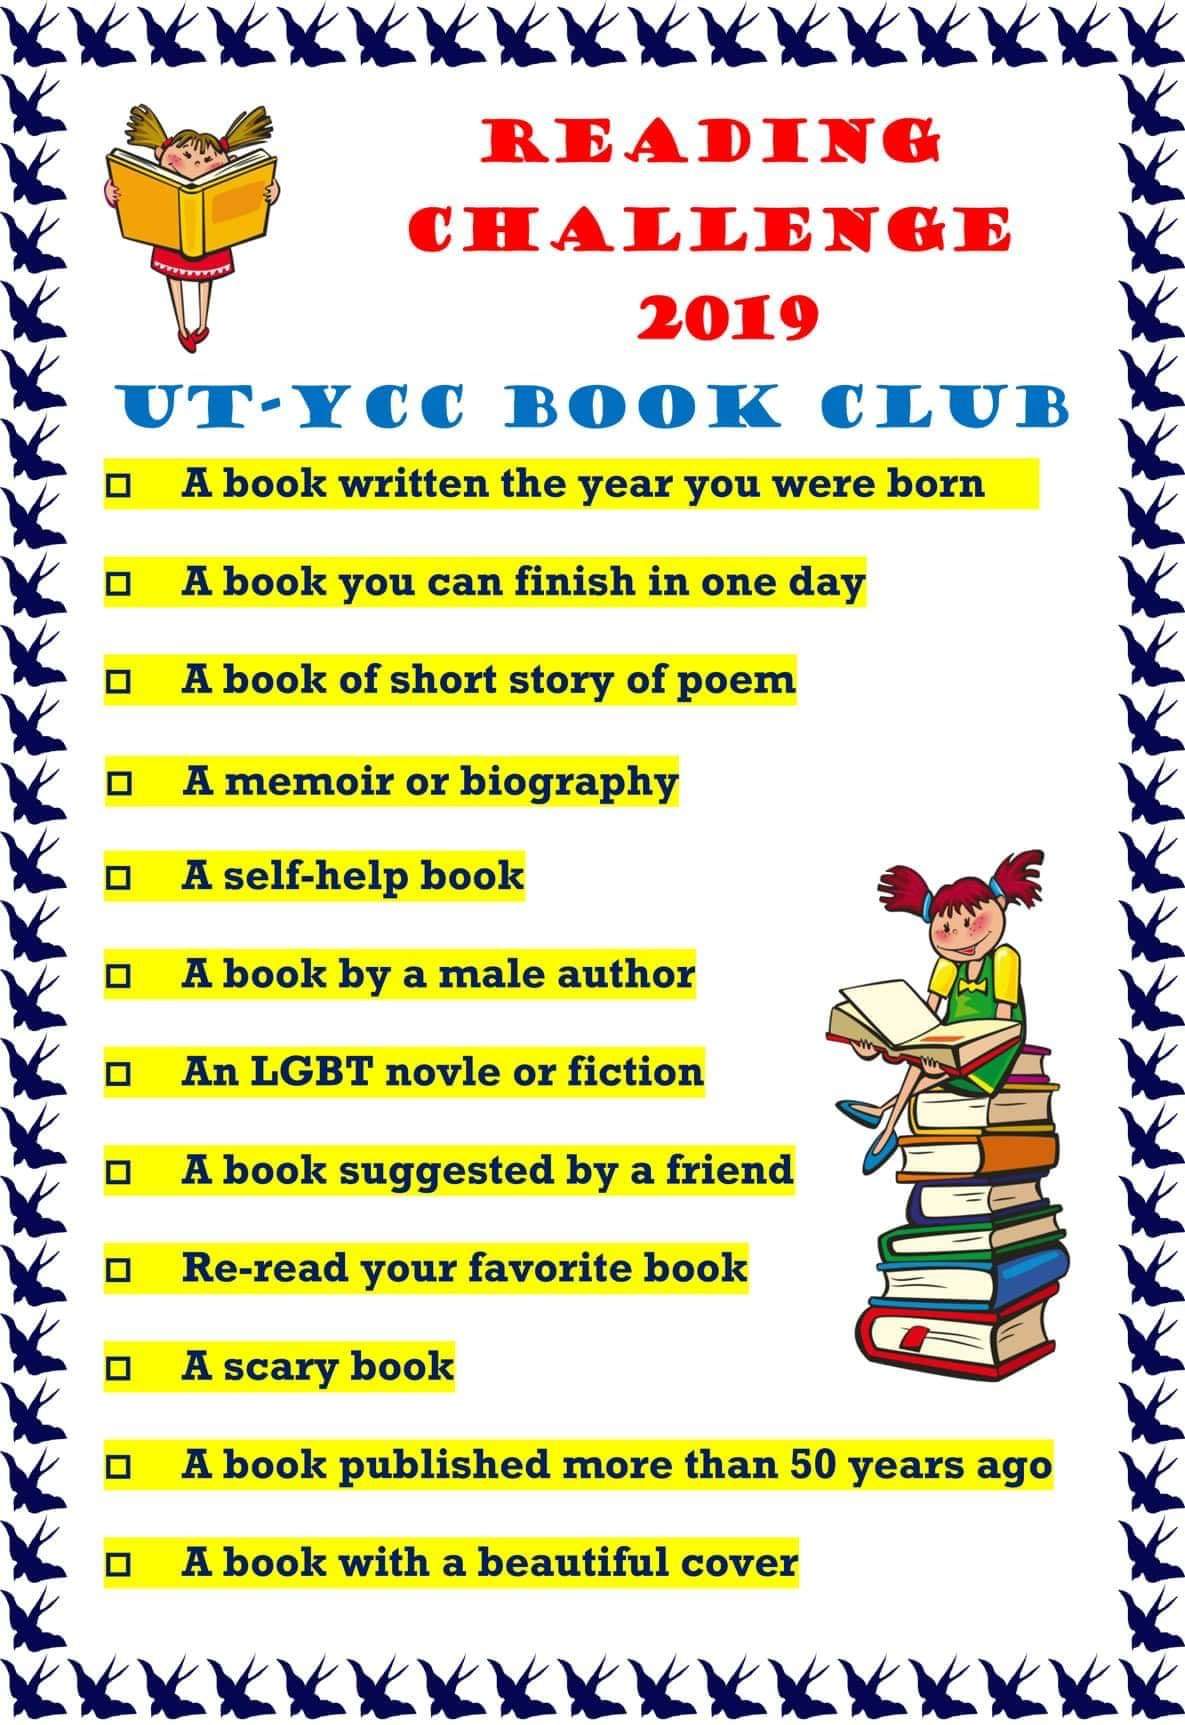 READING
CHALLENGE
2019
UT-YCC BOOK CLUB
□ A book written the year you were born
□ A book you can finish in one day
□ A book of short story of poem
□ A memoir or biography
□ A self-help book
□ A book by a male author
□ An LGBT novle or fiction
□ A book suggested by a friend
□ Re-read your favorite book
□ A scary book
□ A book published more than 50 years ago
□ A book with a beautiful cover